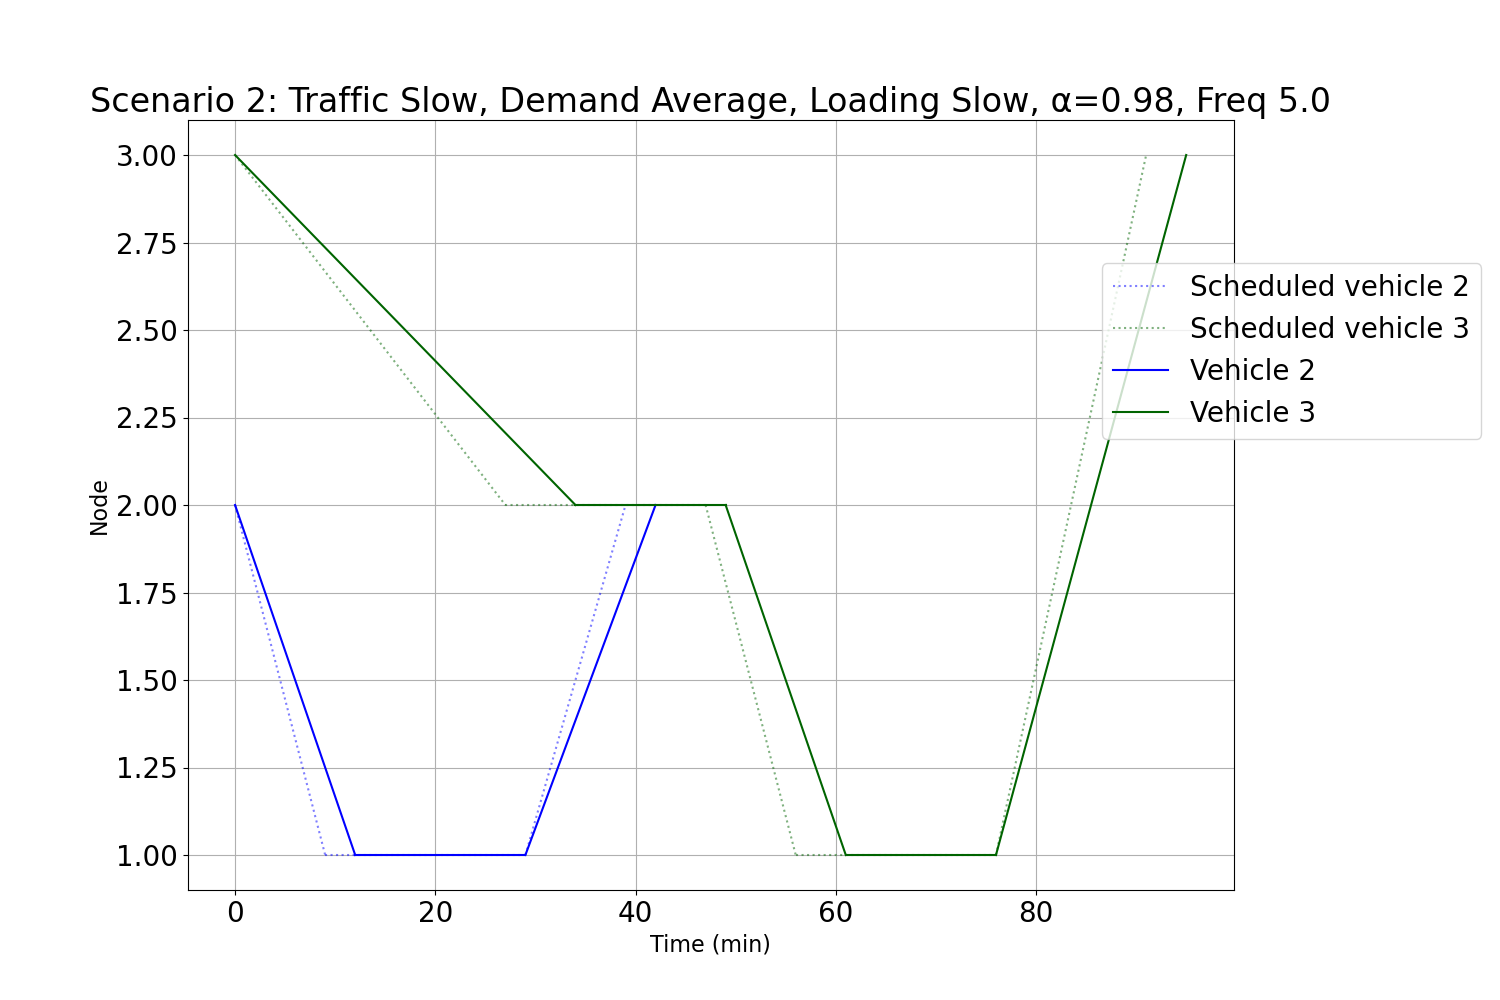 Scenario 2: Traffic Slow, Demand Average, Loading Slow, α=0.98, Freq 5.0
3.00
2.75
2.50
2.25
2.00
1.75
1.50
1.25
1.00
Node
0 20 40 60 80
Time (min)
Scheduled vehicle 2
Scheduled vehicle 3
Vehicle 2
Vehicle 3